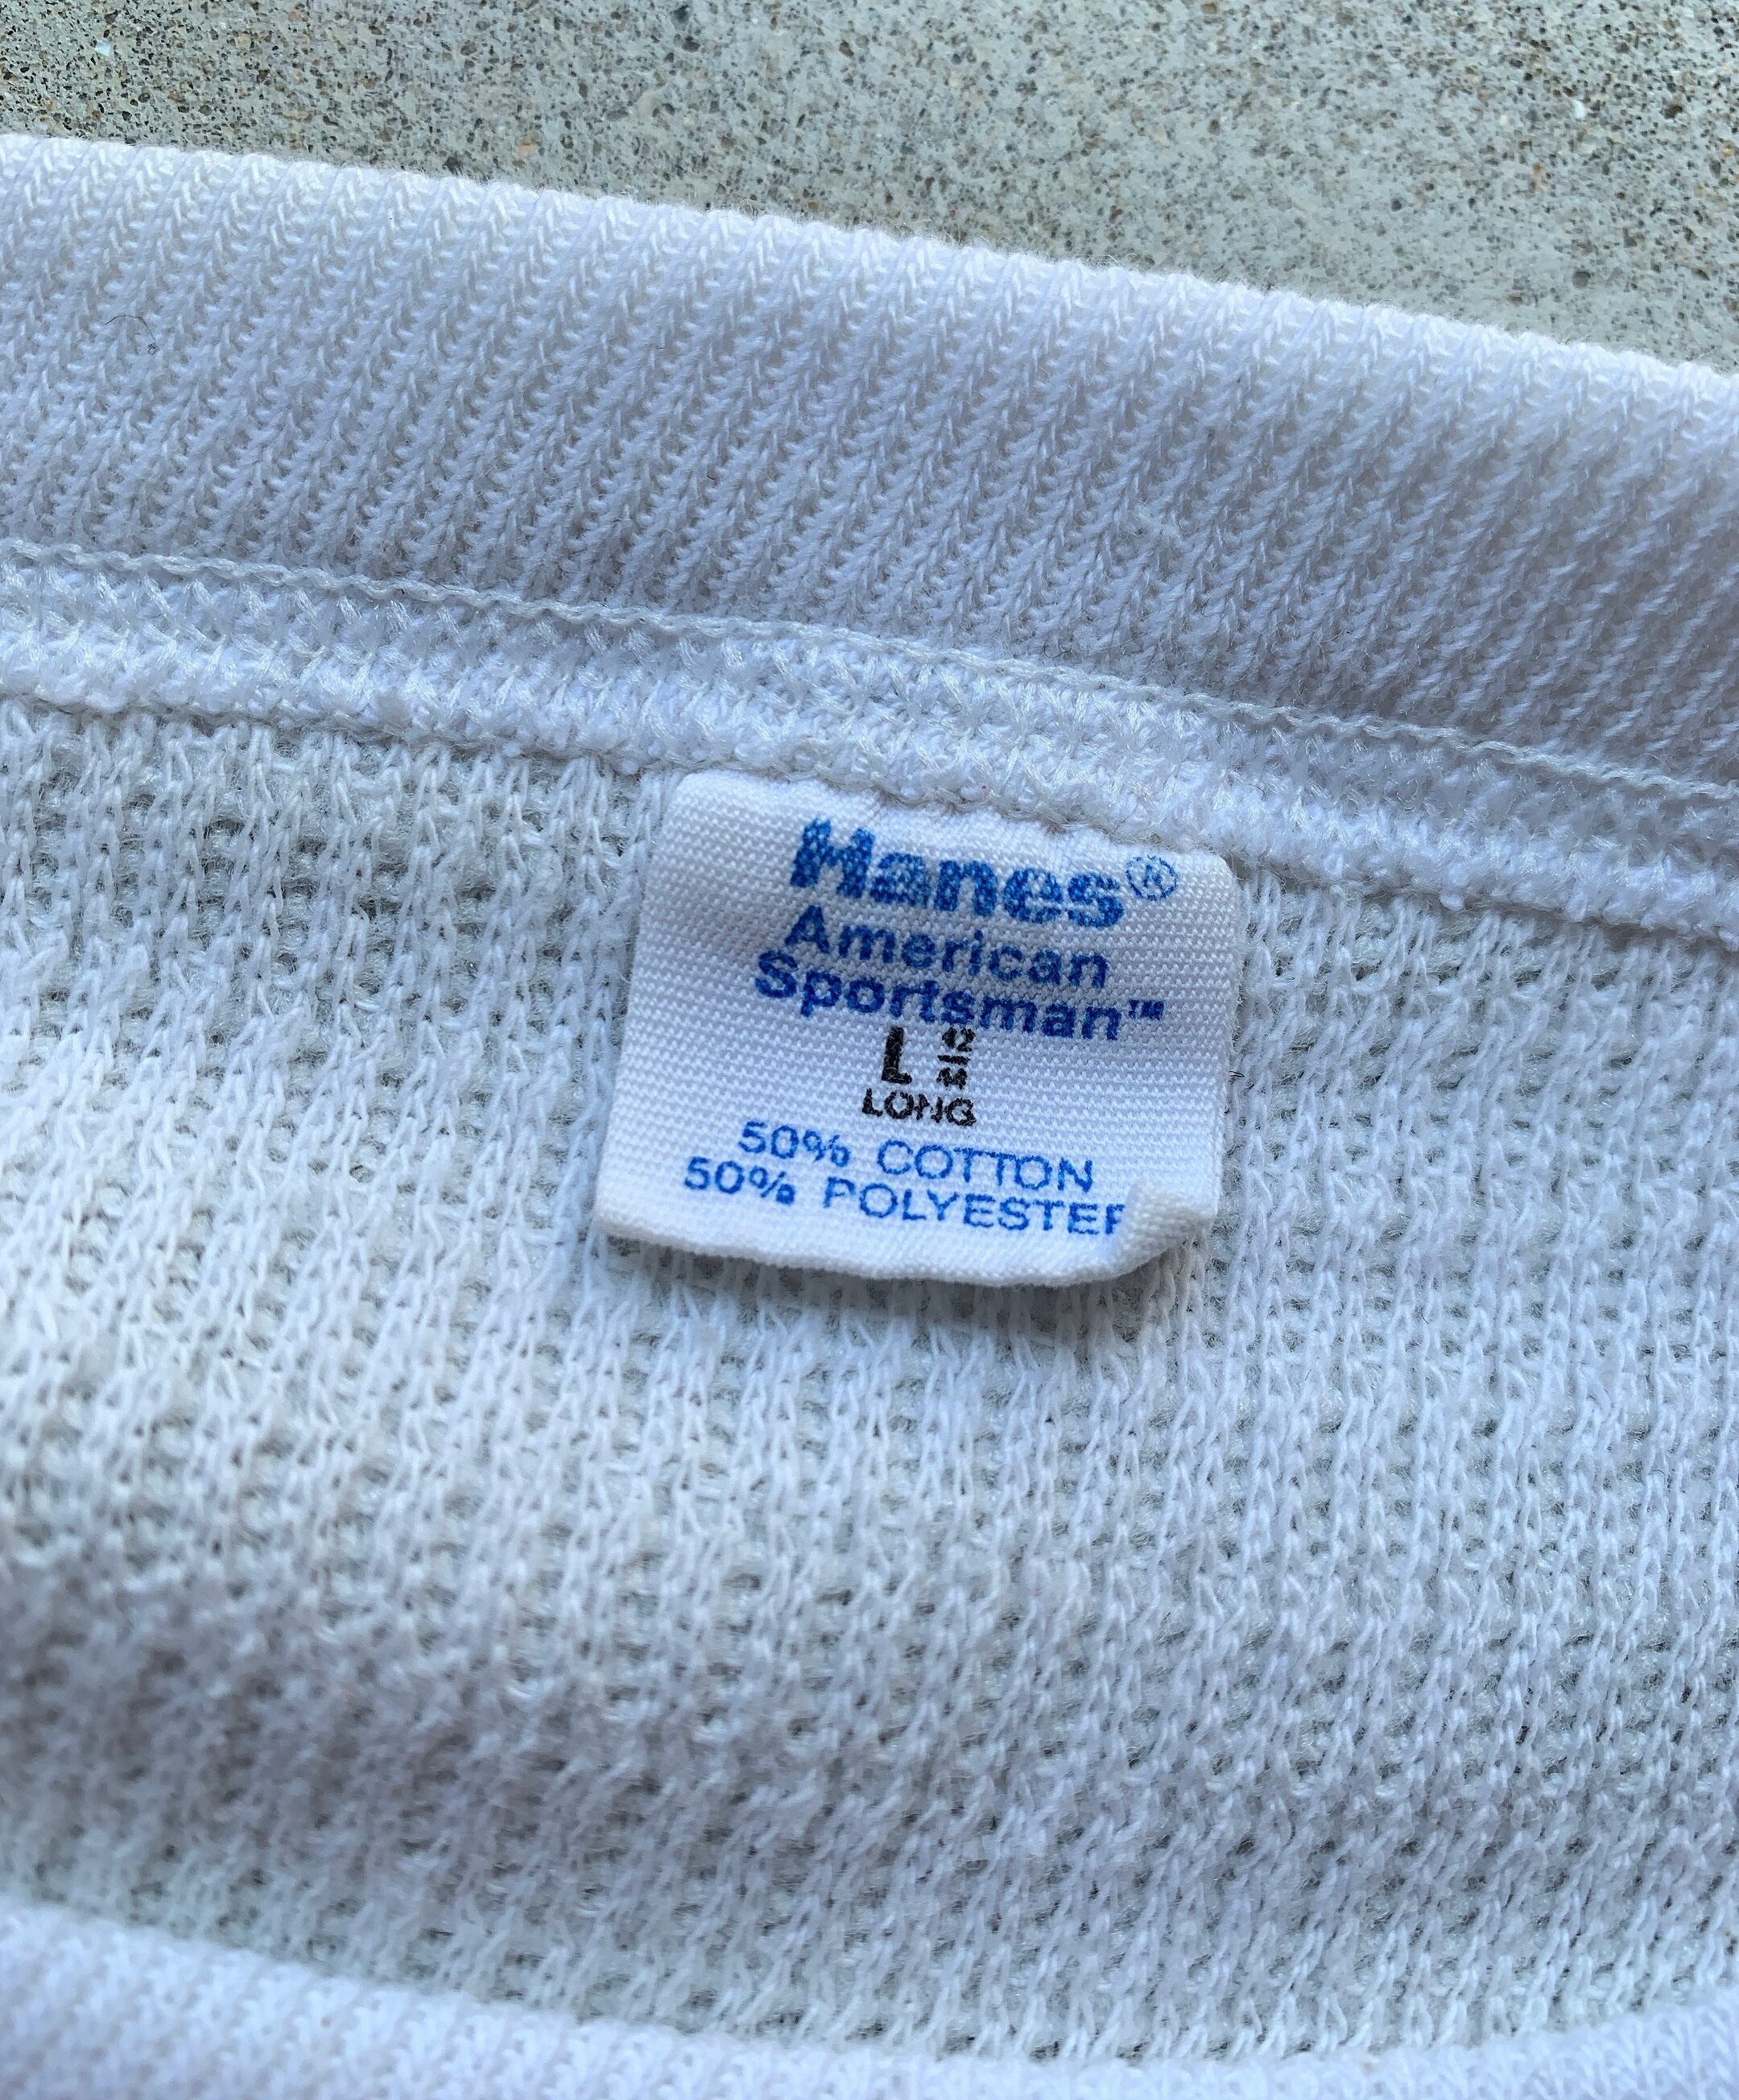 Hanes®
American
Sportsman™
L 42
44
LONG
50% COTTON
50% POLYESTER